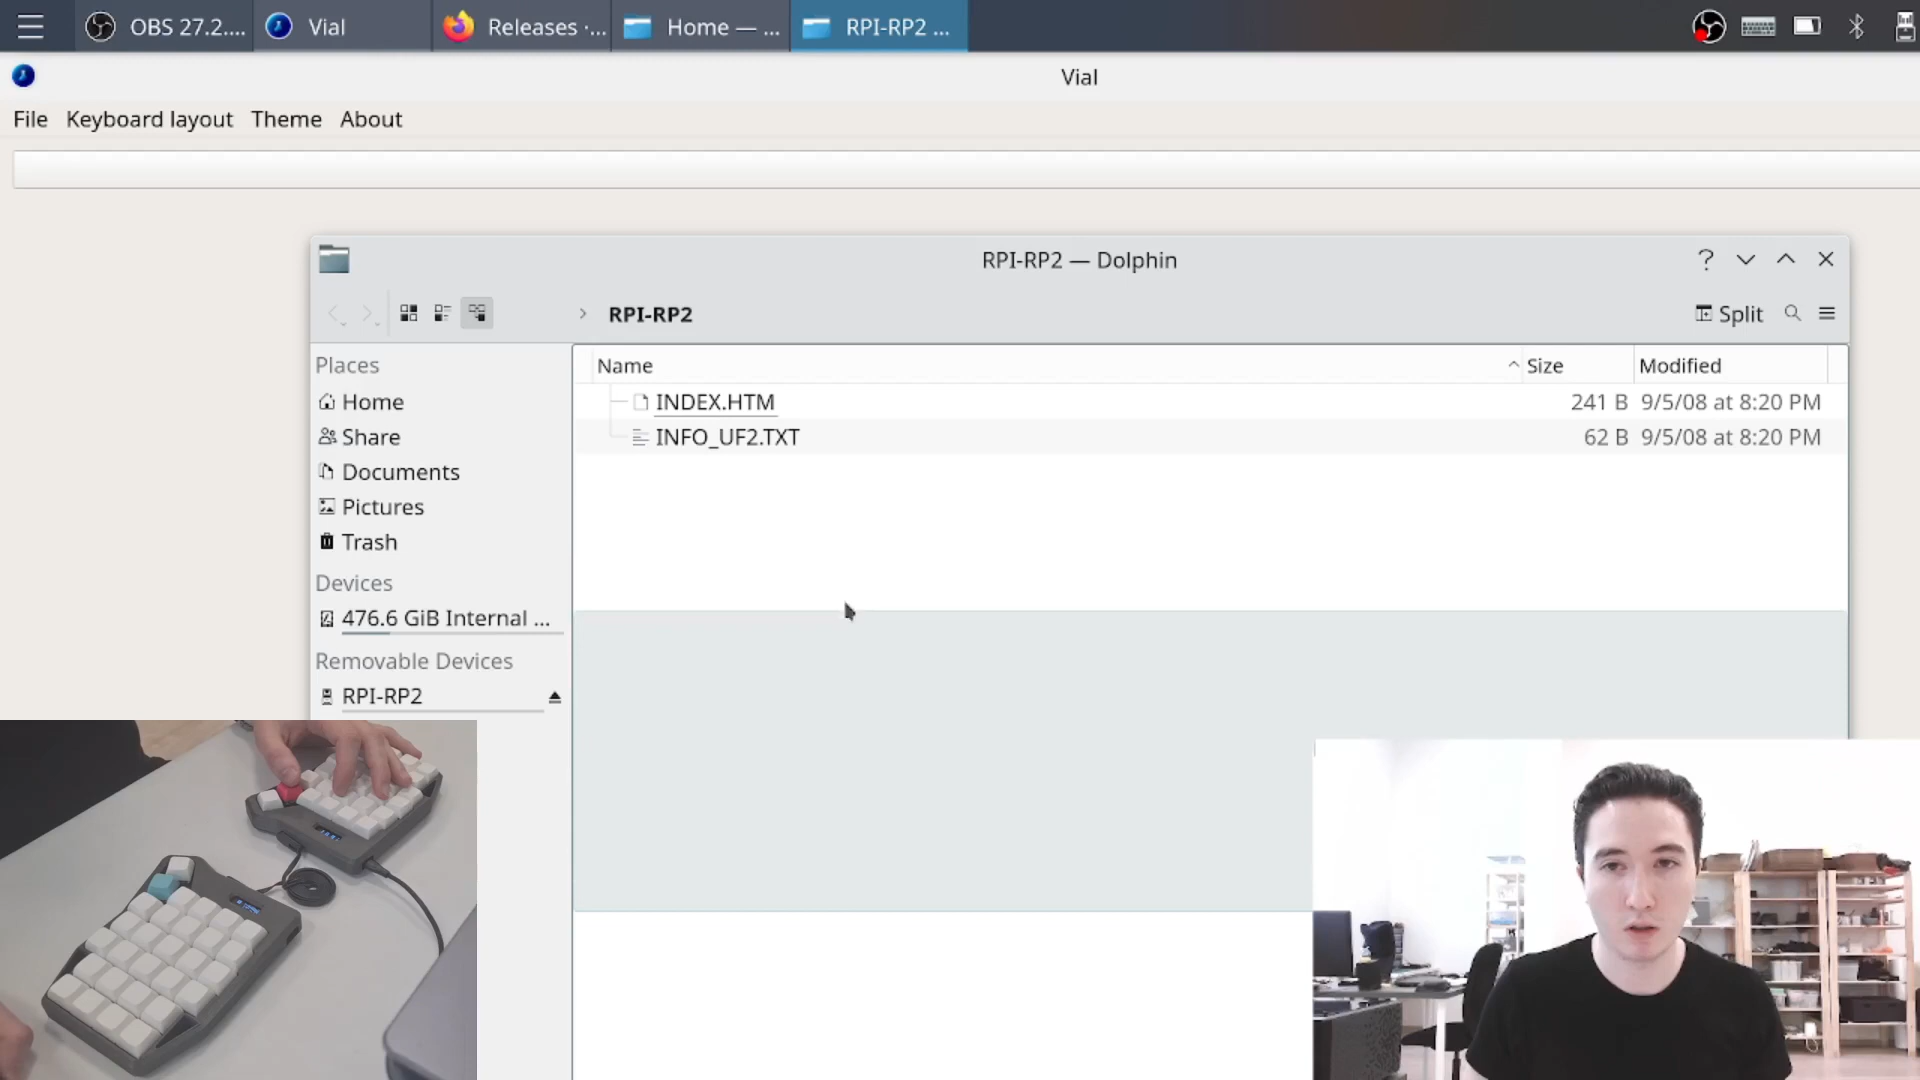 OBS 27.2.... Vial Releases ·... Home — ... RPI-RP2 ...
Vial
File Keyboard layout Theme About
RPI-RP2 — Dolphin
RPI-RP2 Split
Places Name Size Modified
Home INDEX.HTM 241 B 9/5/08 at 8:20 PM
Share INFO_UF2.TXT 62 B 9/5/08 at 8:20 PM
Documents
Pictures
Trash
Devices
476.6 GiB Internal ...
Removable Devices
RPI-RP2